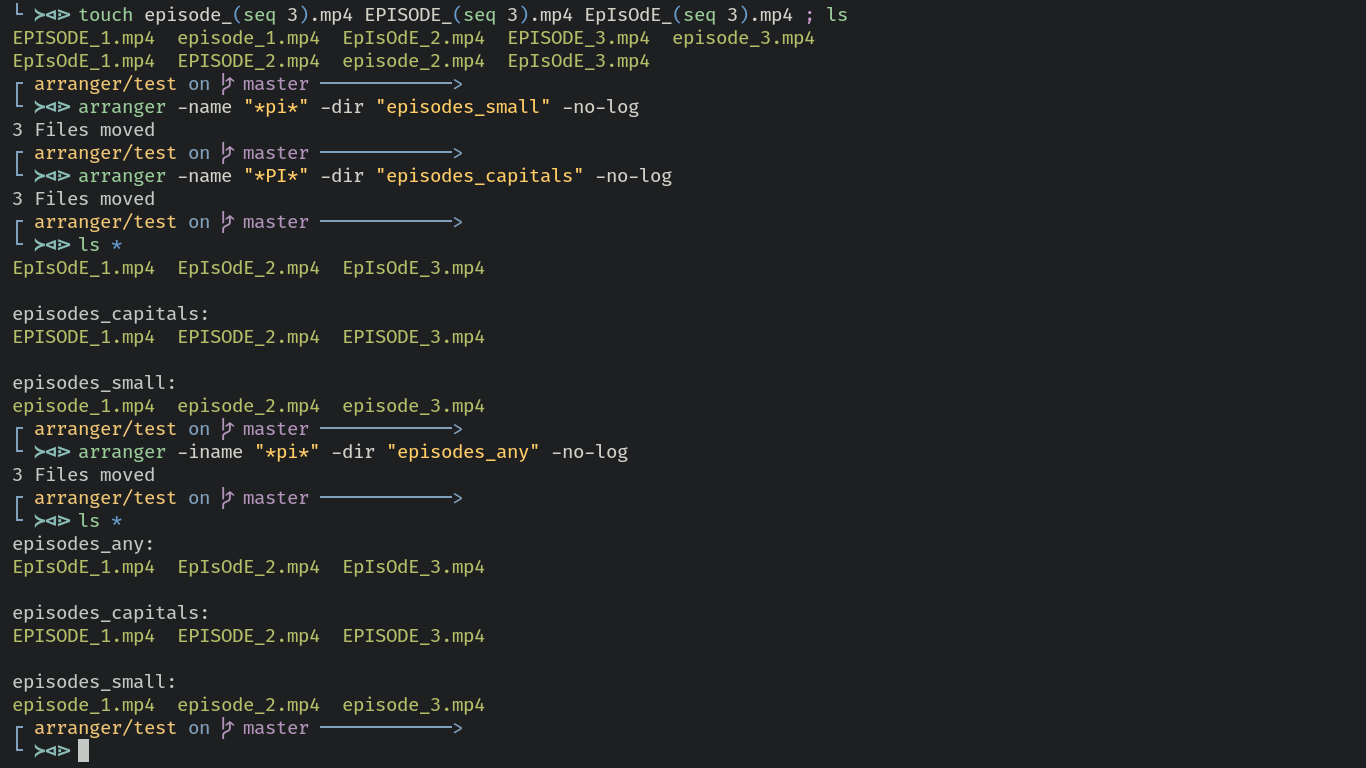 └ ⋗⋪⋗ touch episode_(seq 3).mp4 EPISODE_(seq 3).mp4 EpIsOdE_(seq 3).mp4 ; ls
EPISODE_1.mp4  episode_1.mp4  EpIsOdE_2.mp4  EPISODE_3.mp4  episode_3.mp4
EpIsOdE_1.mp4  EPISODE_2.mp4  episode_2.mp4  EpIsOdE_3.mp4
arranger/test on master ────────────>
arranger -name "*pi*" -dir "episodes_small" -no-log
3 Files moved
arranger/test on master ────────────>
arranger -name "*PI*" -dir "episodes_capitals" -no-log
3 Files moved
arranger/test on master ────────────>
ls *
EpIsOdE_1.mp4  EpIsOdE_2.mp4  EpIsOdE_3.mp4

episodes_capitals:
EPISODE_1.mp4  EPISODE_2.mp4  EPISODE_3.mp4

episodes_small:
episode_1.mp4  episode_2.mp4  episode_3.mp4
arranger/test on master ────────────>
arranger -iname "*pi*" -dir "episodes_any" -no-log
3 Files moved
arranger/test on master ────────────>
ls *
episodes_any:
EpIsOdE_1.mp4  EpIsOdE_2.mp4  EpIsOdE_3.mp4

episodes_capitals:
EPISODE_1.mp4  EPISODE_2.mp4  EPISODE_3.mp4

episodes_small:
episode_1.mp4  episode_2.mp4  episode_3.mp4
arranger/test on master ────────────>